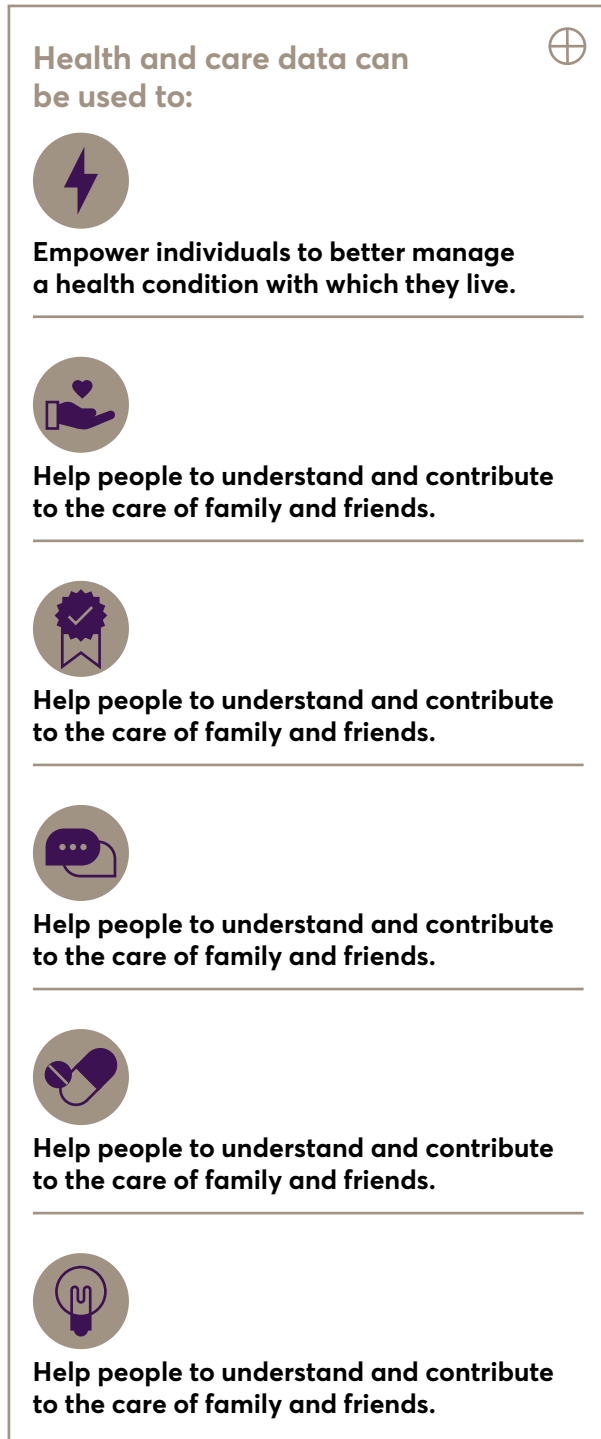 Health and care data can
be used to:
Empower individuals to better manage
a health condition with which they live.
Help people to understand and contribute
to the care of family and friends.
Help people to understand and contribute
to the care of family and friends.
Help people to understand and contribute
to the care of family and friends.
Help people to understand and contribute
to the care of family and friends.
Help people to understand and contribute
to the care of family and friends.